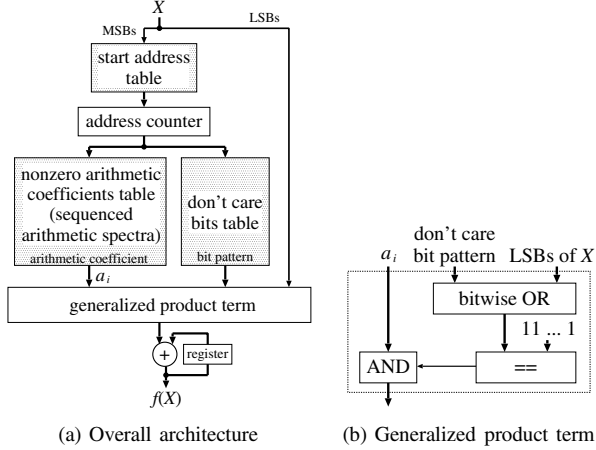 X
MSBs
LSBs
start address
table
address counter
nonzero arithmetic
coefficients table
(sequenced
arithmetic spectra)
arithmetic coefficient
don't care
bits table
bit pattern
a i
generalized product term
+
register
f(X)
(a) Overall architecture
a i
don't care
bit pattern
LSBs of X
bitwise OR
11 ... 1
AND
==
(b) Generalized product term